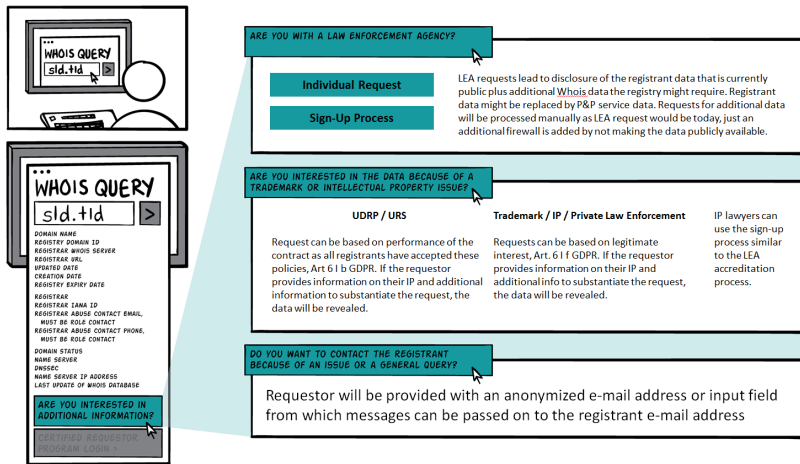 WHOIS QUERY
sld.tld
>
WHOIS QUERY
sld.tld
>
DOMAIN NAME
REGISTRY DOMAIN ID
REGISTRAR WHOIS SERVER
REGISTRAR URL
UPDATED DATE
CREATION DATE
REGISTRY EXPIRY DATE
REGISTRAR
REGISTRAR IANA ID
REGISTRAR ABUSE CONTACT EMAIL,
MUST BE ROLE CONTACT
REGISTRAR ABUSE CONTACT PHONE,
MUST BE ROLE CONTACT
DOMAIN STATUS
NAME SERVER
DNSSEC
NAME SERVER IP ADDRESS
LAST UPDATE OF WHOIS DATABASE
ARE YOU INTERESTED IN
ADDITIONAL INFORMATION?
CERTIFIED REQUESTOR
PROGRAM LOGIN >
ARE YOU WITH A LAW ENFORCEMENT AGENCY?
Individual Request
Sign-Up Process
LEA requests lead to disclosure of the registrant data that is currently
public plus additional Whois data the registry might require. Registrant
data might be replaced by P&P service data. Requests for additional data
will be processed manually as LEA request would be today, just an
additional firewall is added by not making the data publicly available.
ARE YOU INTERESTED IN THE DATA BECAUSE OF A
TRADEMARK OR INTELLECTUAL PROPERTY ISSUE?
UDRP / URS
Request can be based on performance of the
contract as all registrants have accepted these
policies, Art 6 I b GDPR. If the requestor
provides information on their IP and additional
information to substantiate the request, the
data will be revealed.
Trademark / IP / Private Law Enforcement
Requests can be based on legitimate
interest, Art. 6 I f GDPR. If the requestor
provides information on their IP and
additional info to substantiate the request,
the data will be revealed.
IP lawyers can
use the sign-up
process similar
to the LEA
accreditation
process.
DO YOU WANT TO CONTACT THE REGISTRANT
BECAUSE OF AN ISSUE OR A GENERAL QUERY?
Requestor will be provided with an anonymized e-mail address or input field
from which messages can be passed on to the registrant e-mail address